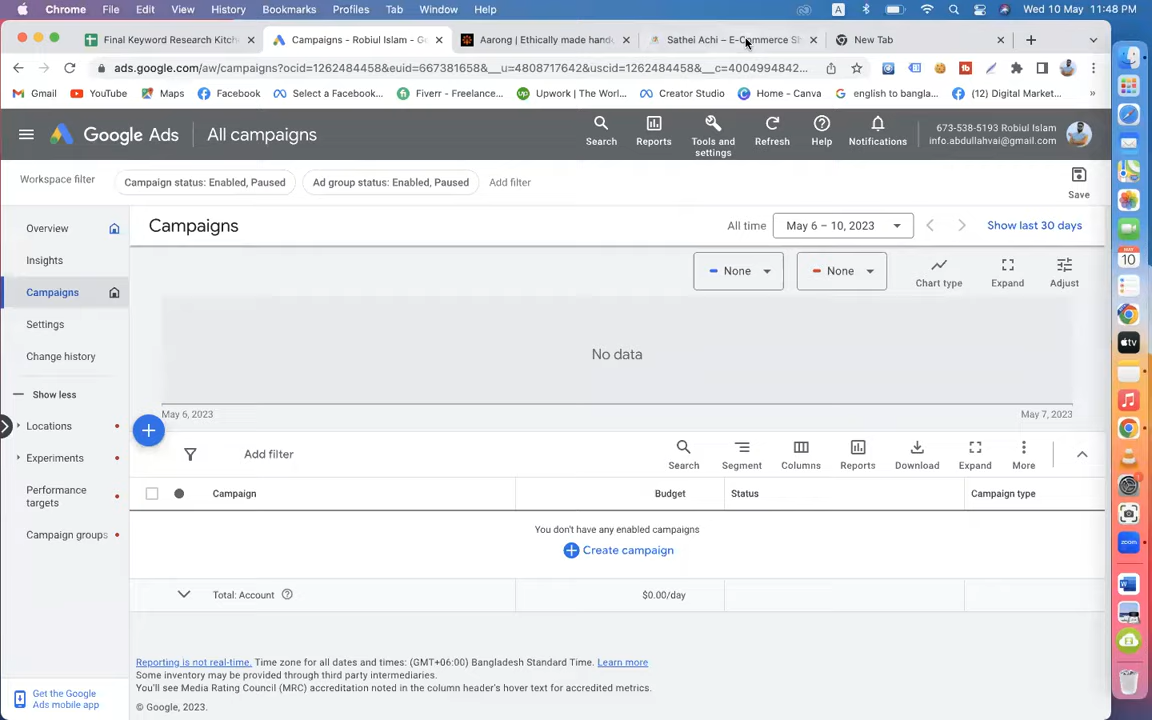 Chrome File Edit View History Bookmarks Profiles Tab Window Help A Wed 10 May 11:48 PM
Final Keyword Research Kitche Campaigns - Robiul Islam - Go Aarong | Ethically made hand Sathei Achi – E-Commerce Sh New Tab
ads.google.com/aw/campaigns?ocid=1262484458&euid=667381658&__u=4808717642&uscid=1262484458&__c=4004994842...
Gmail YouTube Maps Facebook Select a Facebook... Fiverr - Freelance... Upwork | The Worl... Creator Studio Home - Canva english to bangla... (12) Digital Market... »
Google Ads All campaigns
Search Reports Tools and settings Refresh Help Notifications
673-538-5193 Robiul Islam
info.abdullahvai@gmail.com
Workspace filter Campaign status: Enabled, Paused Ad group status: Enabled, Paused Add filter Save
Overview
Insights
Campaigns
Settings
Change history
Show less
Locations
Experiments
Performance
targets
Campaign groups
Get the Google
Ads mobile app
Campaigns All time May 6 – 10, 2023 Show last 30 days
None None Chart type Expand Adjust
No data
May 6, 2023 May 7, 2023
Add filter Search Segment Columns Reports Download Expand More
Campaign Budget Status Campaign type
You don't have any enabled campaigns
Create campaign
Total: Account $0.00/day
Reporting is not real-time. Time zone for all dates and times: (GMT+06:00) Bangladesh Standard Time. Learn more
Some inventory may be provided through third party intermediaries.
You'll see Media Rating Council (MRC) accreditation noted in the column header's hover text for accredited metrics.
© Google, 2023.
10
tv
zoom